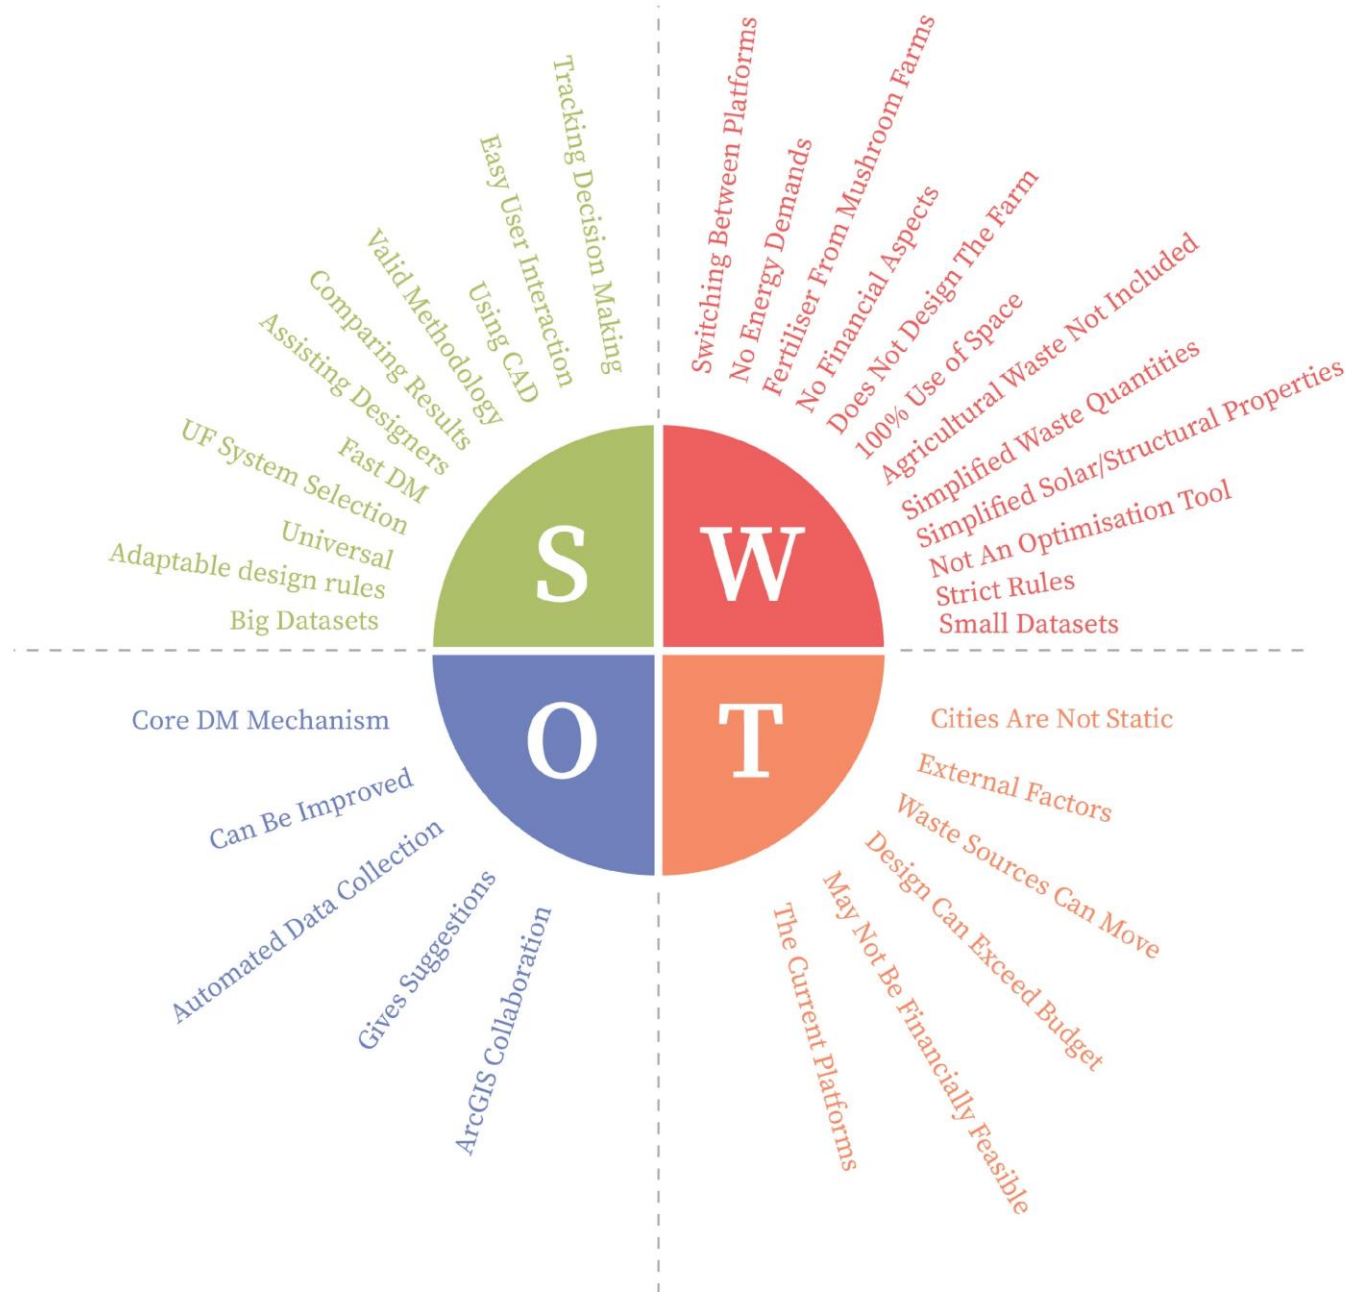 S
Tracking Decision Making
Easy User Interaction
Using CAD
Valid Methodology
Comparing Results
Assisting Designers
Fast DM
UF System Selection
Universal
Adaptable design rules
Big Datasets
W
Switching Between Platforms
No Energy Demands
Fertiliser From Mushroom Farms
No Financial Aspects
Does Not Design The Farm
100% Use of Space
Agricultural Waste Not Included
Simplified Waste Quantities
Simplified Solar/Structural Properties
Not An Optimisation Tool
Strict Rules
Small Datasets
O
Core DM Mechanism
Can Be Improved
Automated Data Collection
Gives Suggestions
ArcGIS Collaboration
T
Cities Are Not Static
External Factors
Waste Sources Can Move
Design Can Exceed Budget
May Not Be Financially Feasible
The Current Platforms